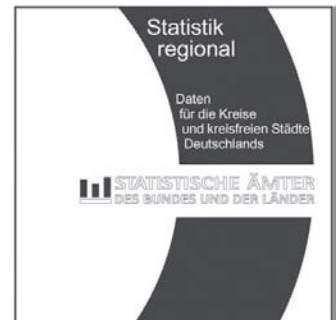 Statistik
regional
Daten
für die Kreise
und kreisfreien Städte
Deutschlands
STATISTISCHE ÄMTER
DES BUNDES UND DER LÄNDER